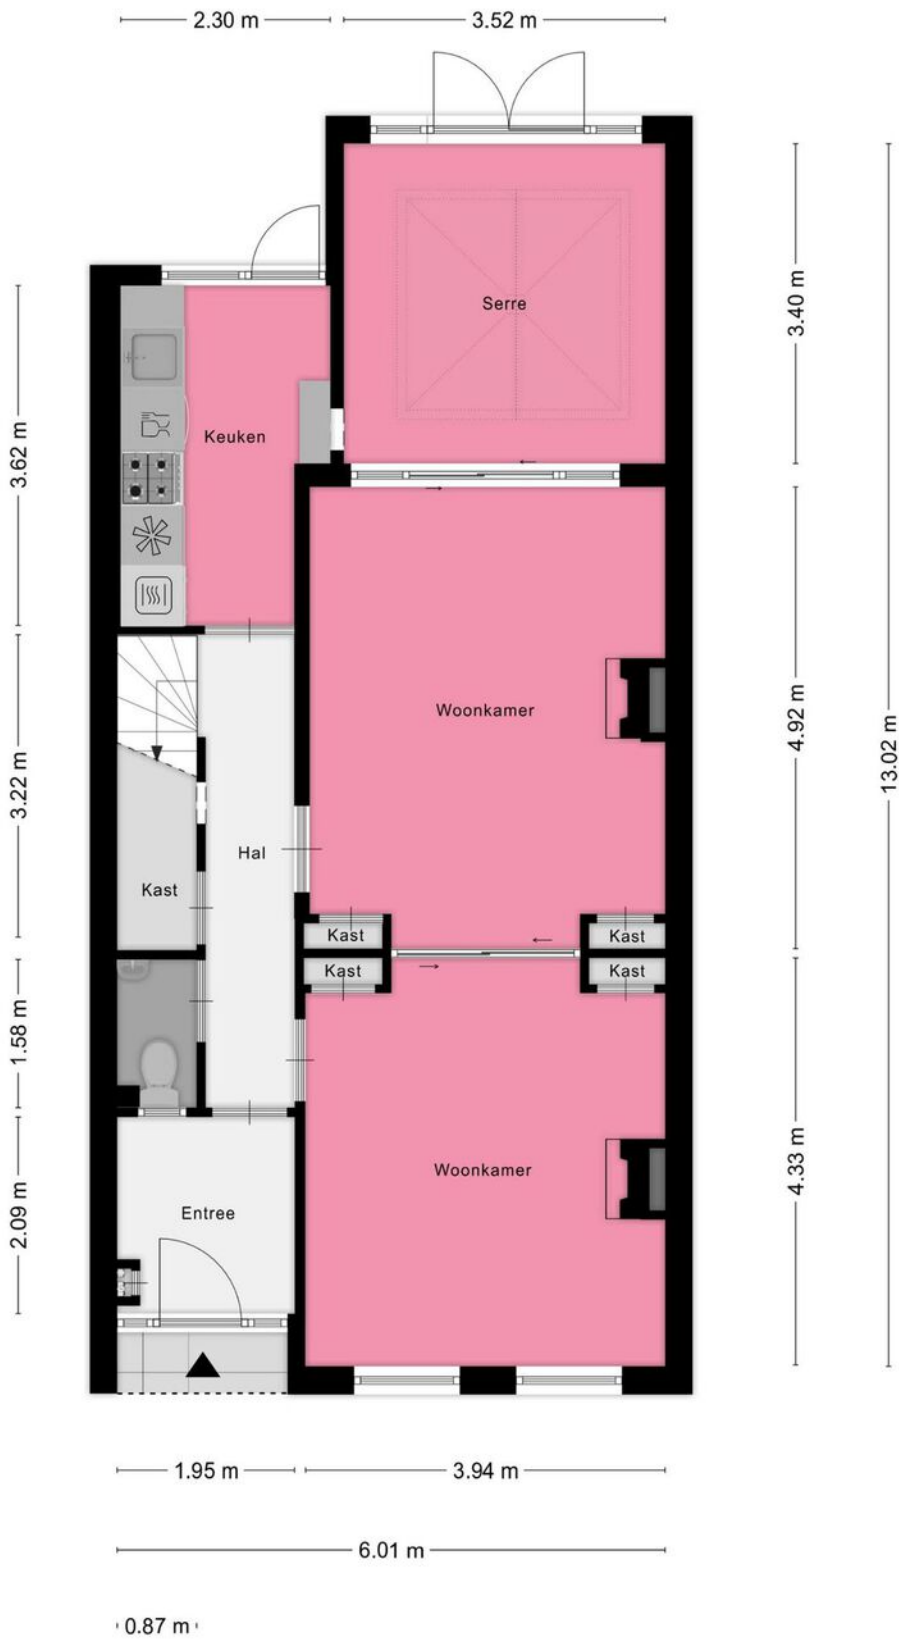 2.30 m
3.52 m
Serre
3.40 m
Keuken
3.62 m
Woonkamer
4.92 m
13.02 m
3.22 m
Hal
Kast
Kast
Kast
Kast
Kast
1.58 m
Woonkamer
4.33 m
Entree
2.09 m
1.95 m
3.94 m
6.01 m
0.87 m